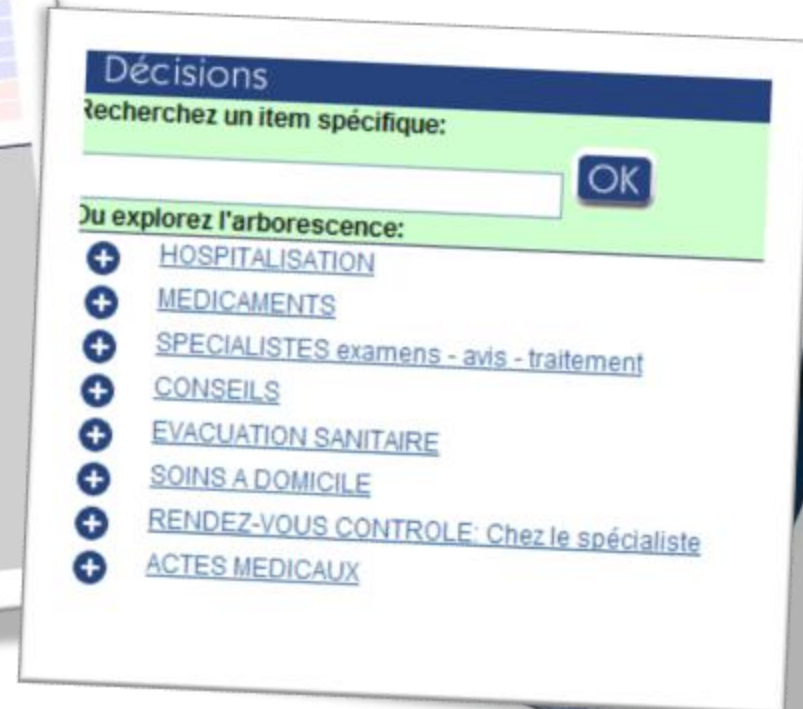 Décisions
Recherchez un item spécifique:
OK
Ou explorez l'arborescence:
HOSPITALISATION
MEDICAMENTS
SPECIALISTES examens - avis - traitement
CONSEILS
EVACUATION SANITAIRE
SOINS A DOMICILE
RENDEZ-VOUS CONTROLE: Chez le spécialiste
ACTES MEDICAUX